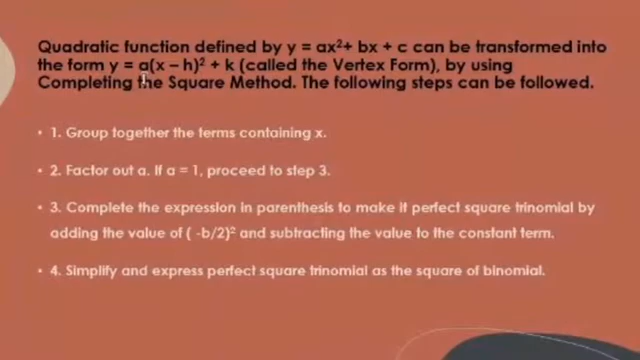 Quadratic function defined by y = ax²+ bx + c can be transformed into
the form y = a(x – h)² + k (called the Vertex Form), by using
Completing the Square Method. The following steps can be followed.
• 1. Group together the terms containing x.
• 2. Factor out a. If a = 1, proceed to step 3.
• 3. Complete the expression in parenthesis to make it perfect square trinomial by
adding the value of ( -b/2)² and subtracting the value to the constant term.
• 4. Simplify and express perfect square trinomial as the square of binomial.